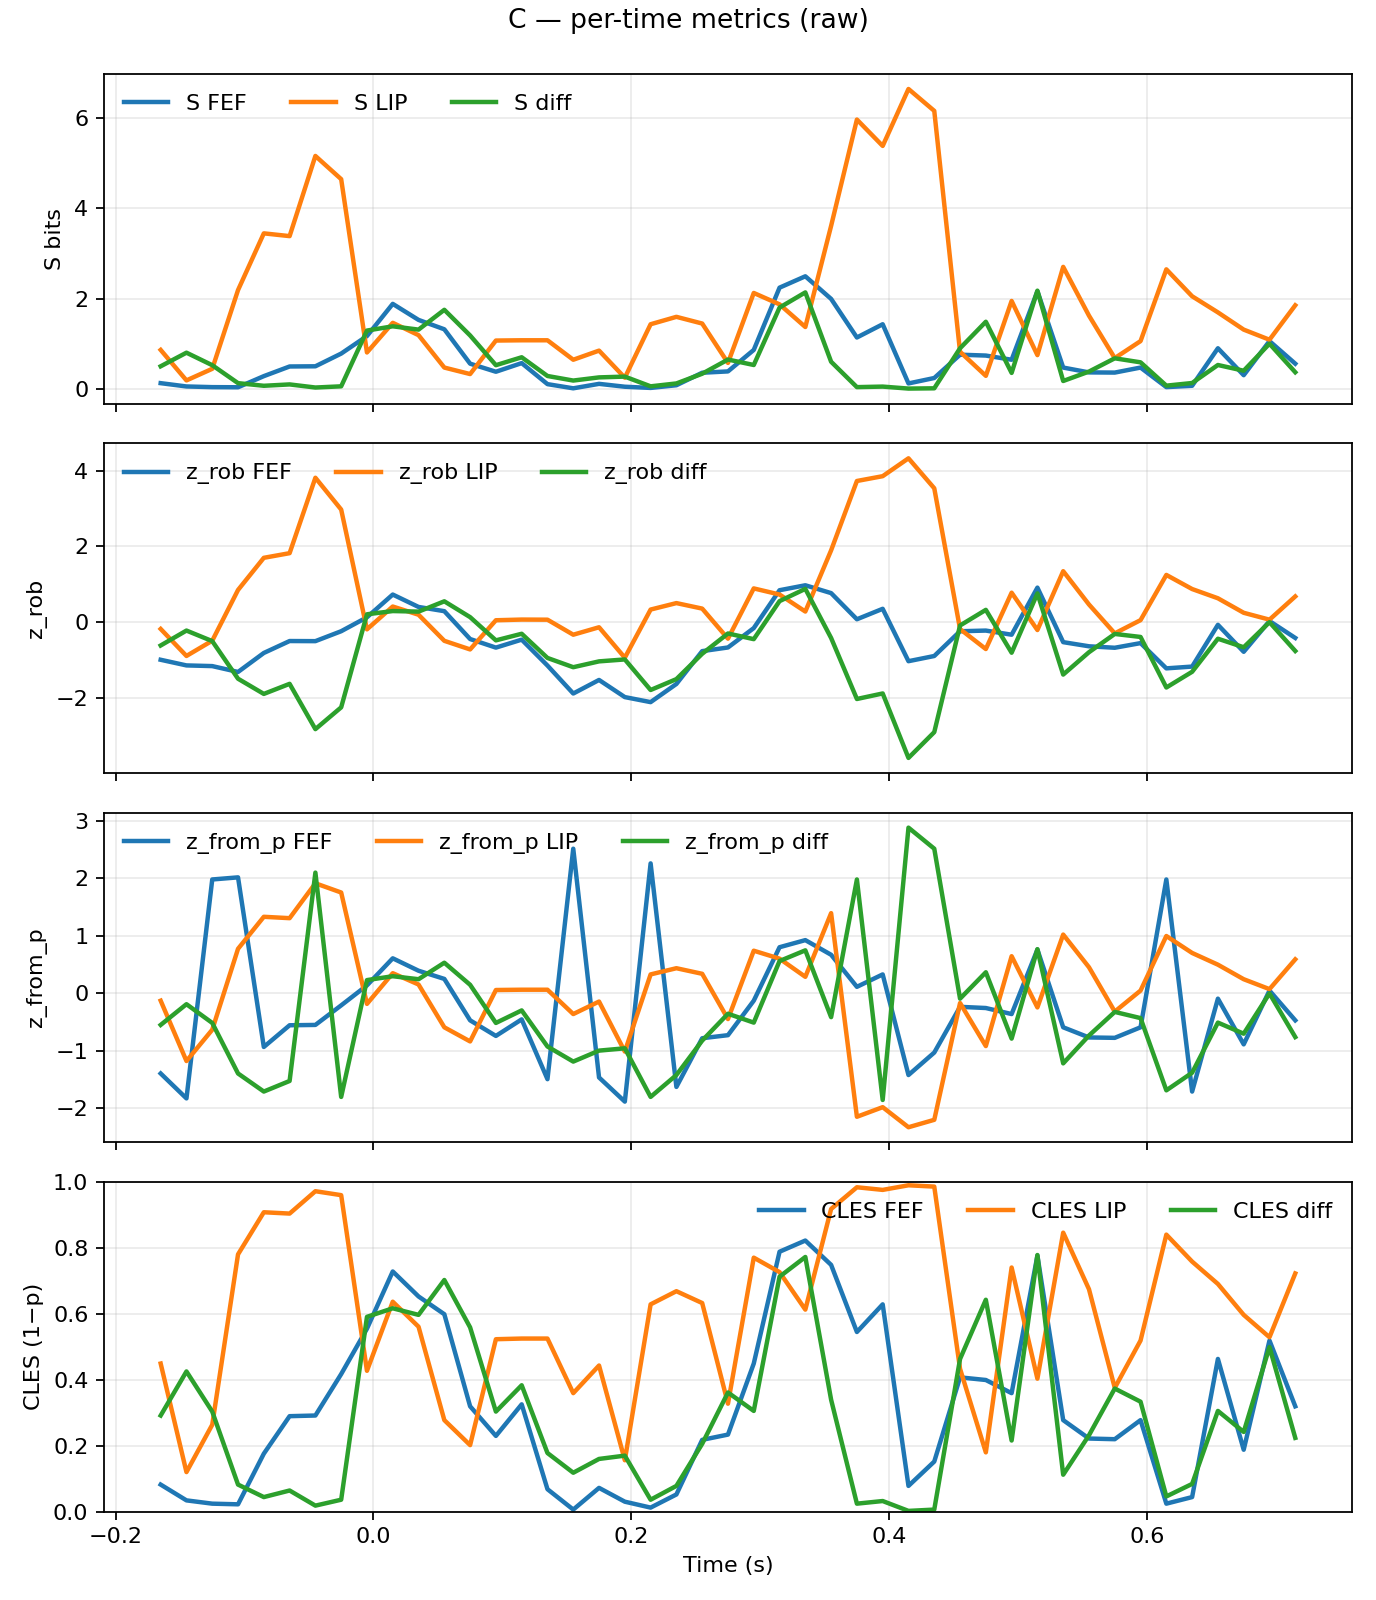 C — per-time metrics (raw)
S FEF S LIP S diff
6
4
2
0
S bits
z_rob FEF z_rob LIP z_rob diff
4
2
0
−2
z_rob
z_from_p FEF z_from_p LIP z_from_p diff
3
2
1
0
−1
−2
z_from_p
CLES FEF CLES LIP CLES diff
1.0
0.8
0.6
0.4
0.2
0.0
CLES (1−p)
−0.2 0.0 0.2 0.4 0.6
Time (s)